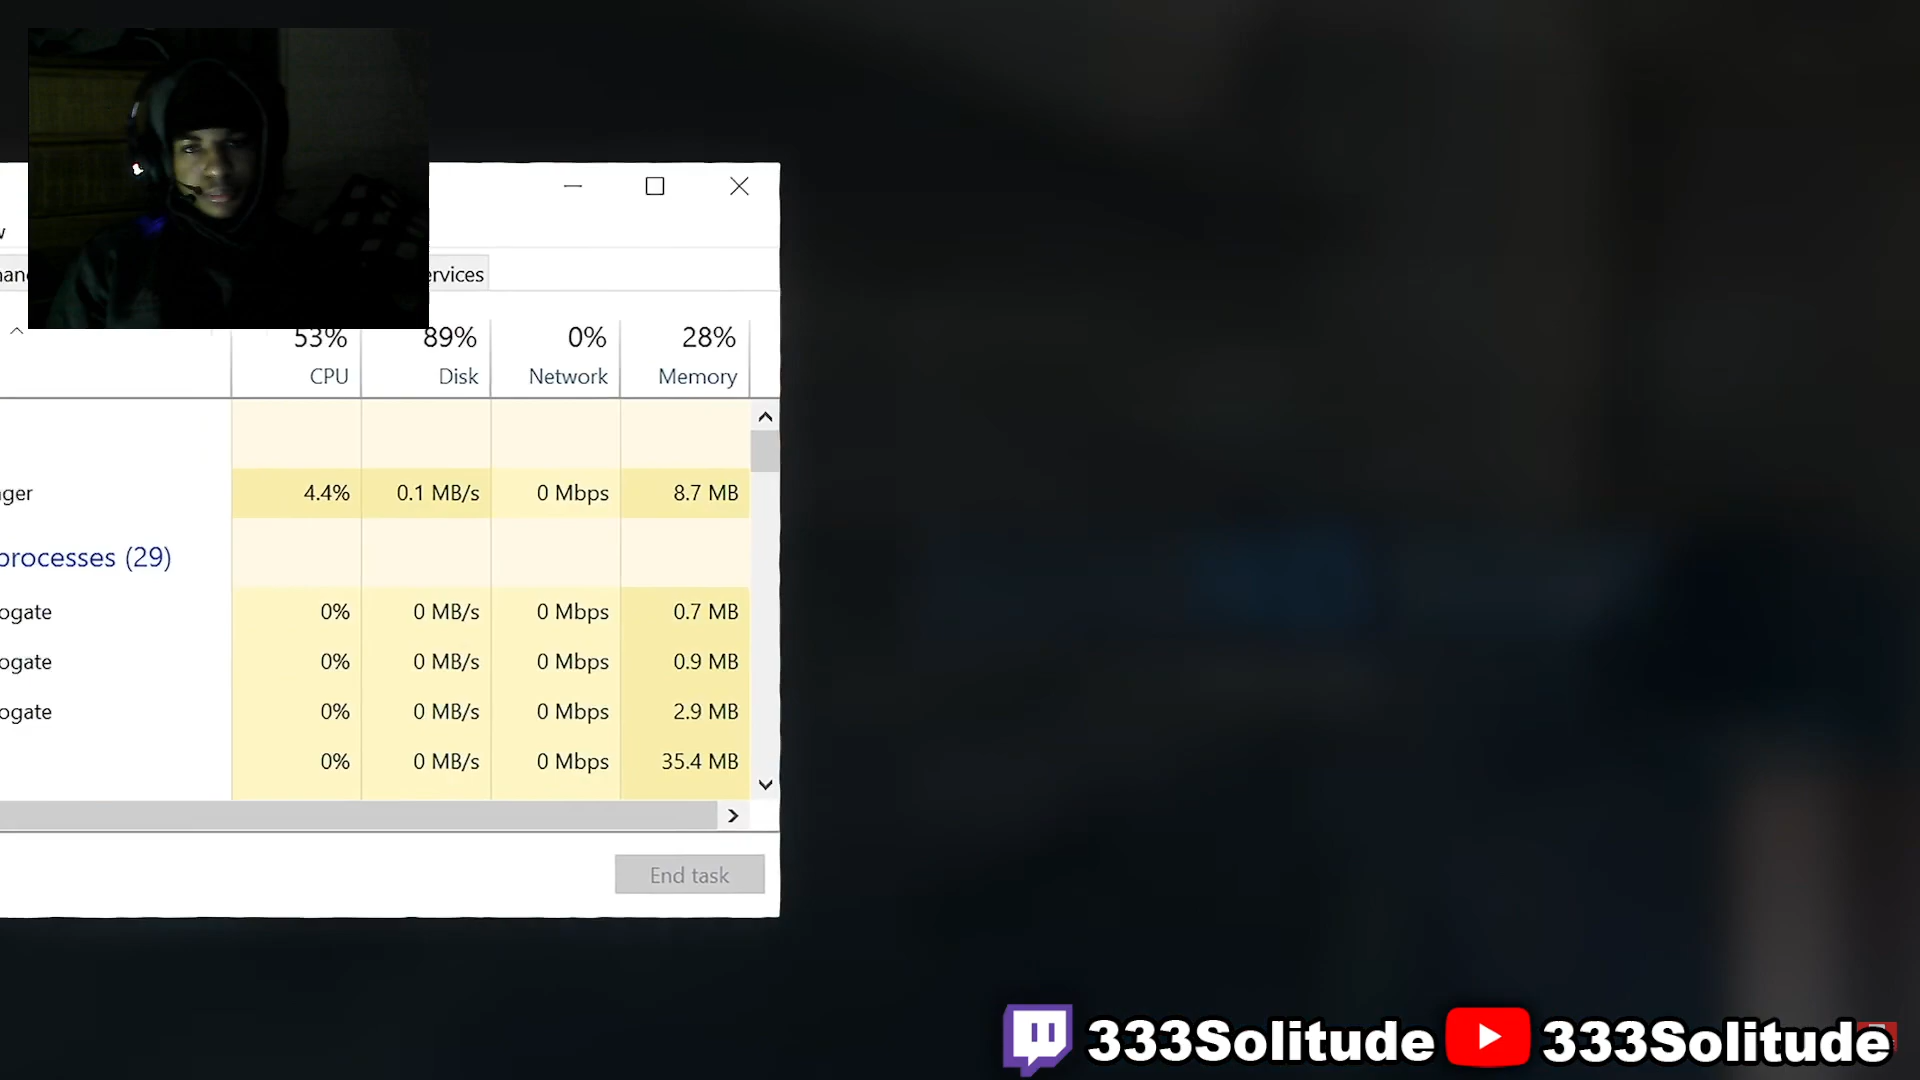 ervices
53% 89% 0% 28%
CPU Disk Network Memory
ger 4.4% 0.1 MB/s 0 Mbps 8.7 MB
processes (29)
ogate 0% 0 MB/s 0 Mbps 0.7 MB
ogate 0% 0 MB/s 0 Mbps 0.9 MB
ogate 0% 0 MB/s 0 Mbps 2.9 MB
0% 0 MB/s 0 Mbps 35.4 MB
End task
333Solitude 333Solitude